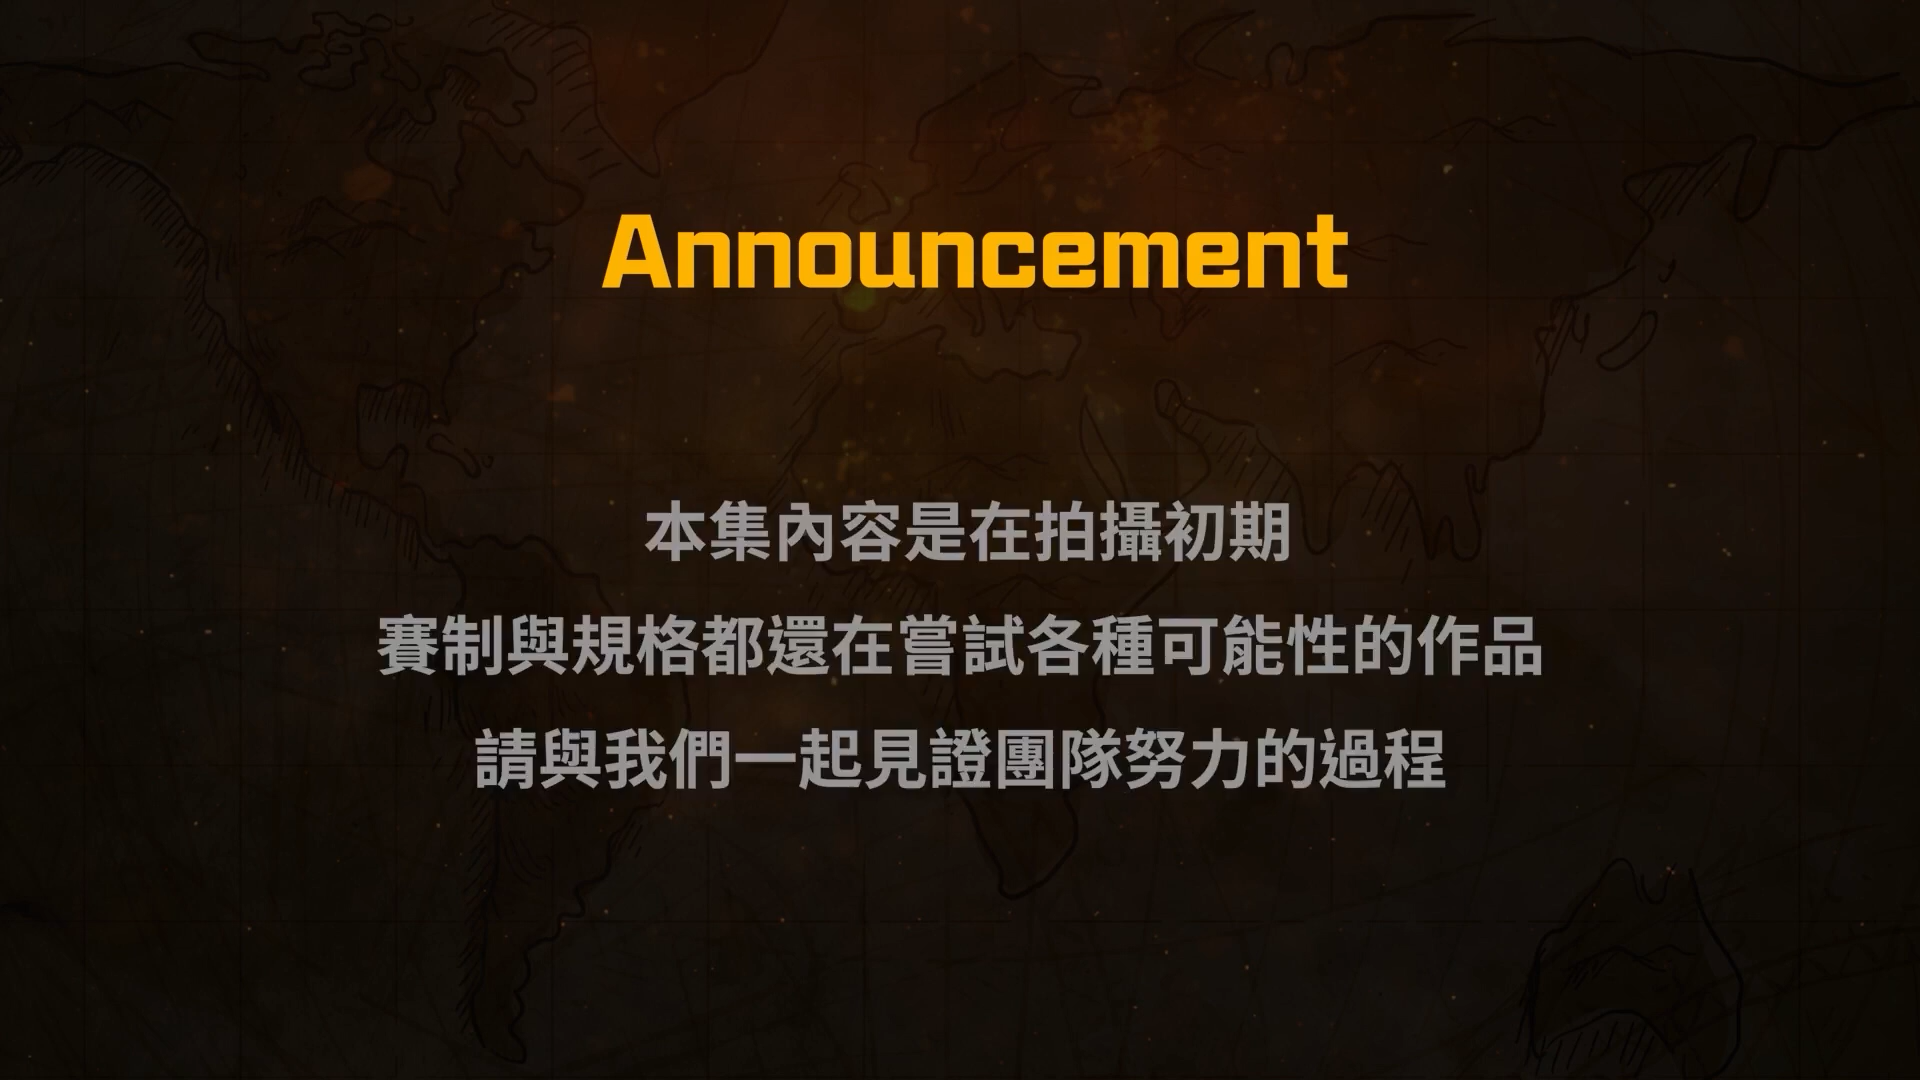 Announcement
本集內容是在拍攝初期
賽制與規格都還在嘗試各種可能性的作品
請與我們一起見證團隊努力的過程